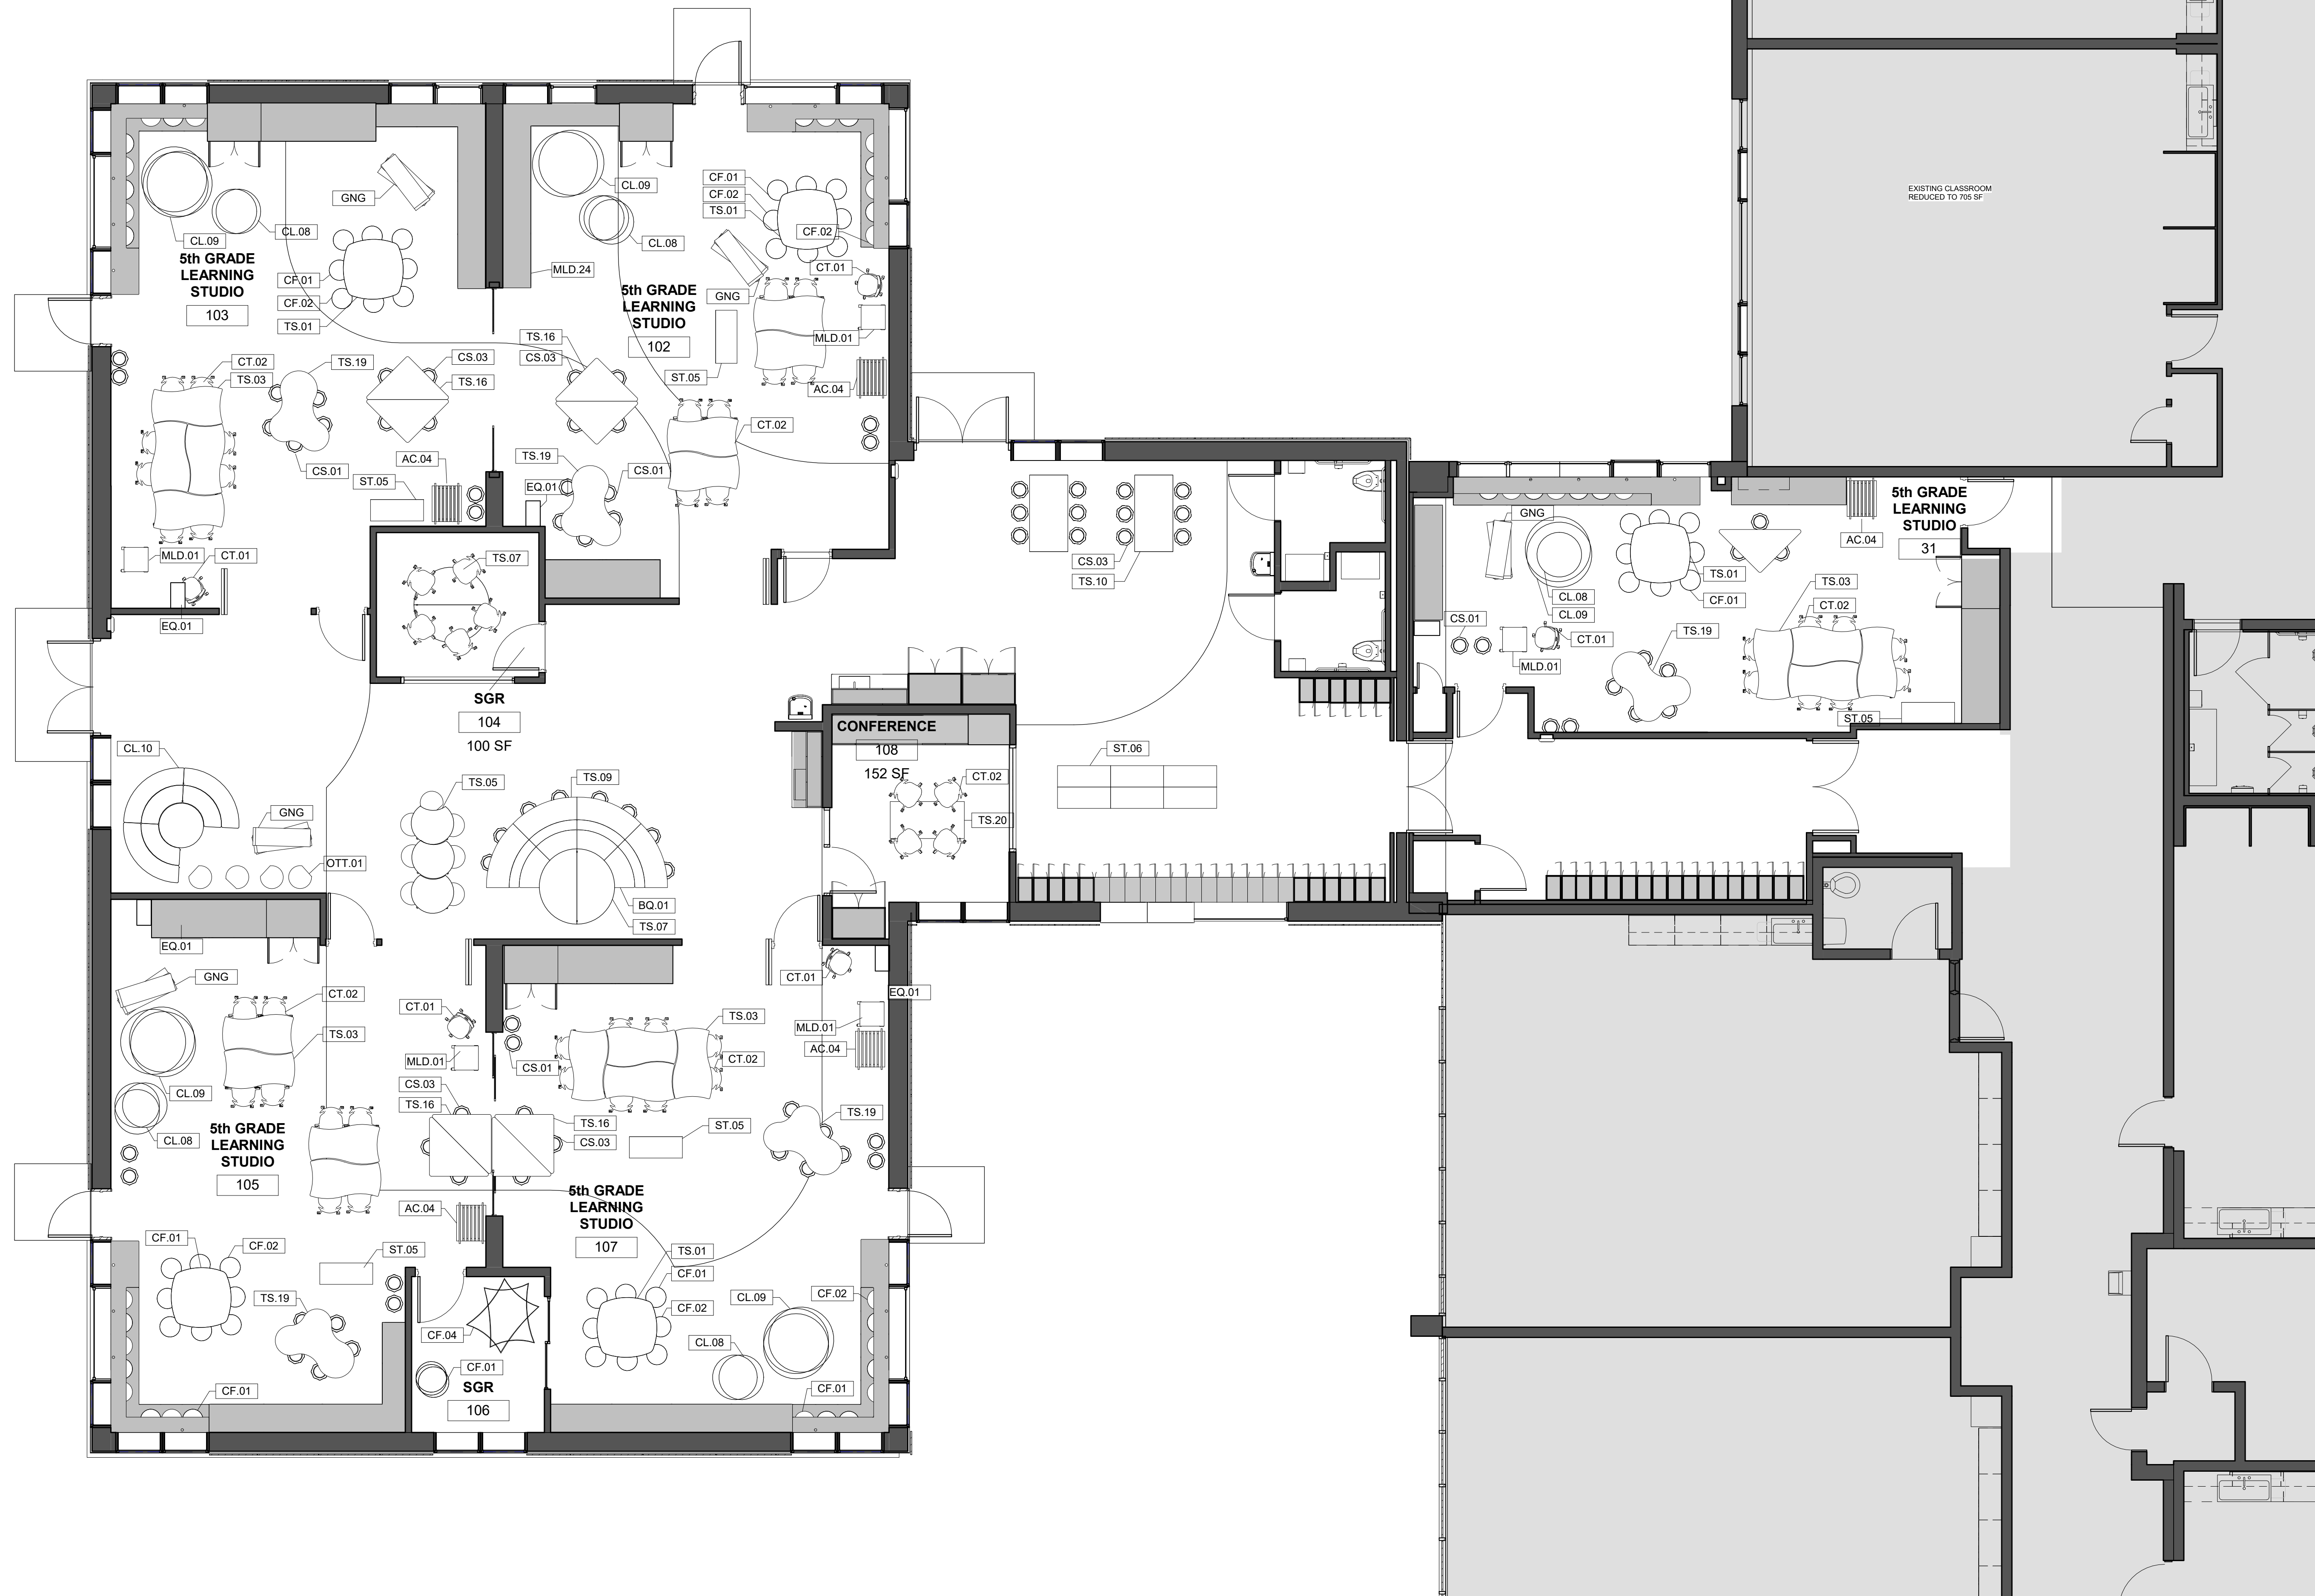 EXISTING CLASSROOM
REDUCED TO 705 SF
GNG
CL.09
CL.08
5th GRADE
LEARNING
STUDIO
103
CF.01
CF.02
TS.01
CT.02
TS.03
TS.19
CS.03
TS.16
CS.01
AC.04
ST.05
MLD.01
CT.01
EQ.01
CL.09
CL.08
CF.01
CF.02
TS.01
CF.02
MLD.24
CT.01
GNG
5th GRADE
LEARNING
STUDIO
102
MLD.01
TS.16
CS.03
ST.05
AC.04
CT.02
TS.19
CS.01
EQ.01
TS.07
SGR
104
100 SF
CS.03
TS.10
5th GRADE
LEARNING
STUDIO
31
GNG
AC.04
TS.01
CF.01
CL.08
CL.09
TS.03
CT.02
CS.01
CT.01
MLD.01
TS.19
ST.05
CONFERENCE
108
152 SF
CT.02
TS.20
ST.06
CL.10
GNG
OTT.01
TS.05
TS.09
BQ.01
TS.07
EQ.01
GNG
CT.02
TS.03
CL.09
CL.08
5th GRADE
LEARNING
STUDIO
105
CT.01
MLD.01
CS.03
TS.16
AC.04
CF.01
CF.02
ST.05
TS.19
CF.01
CT.01
EQ.01
MLD.01
AC.04
TS.03
CT.02
CS.01
TS.16
CS.03
ST.05
TS.19
5th GRADE
LEARNING
STUDIO
107
TS.01
CF.01
CF.02
CL.09
CF.02
CL.08
CF.01
CF.04
CF.01
SGR
106